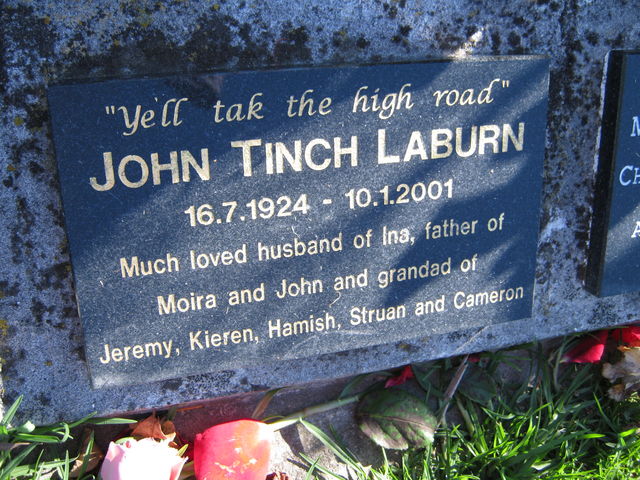 "Ye'll tak the high road"
JOHN TINCH LABURN
16.7.1924 - 10.1.2001
Much loved husband of Ina, father of
Moira and John and grandad of
Jeremy, Kieren, Hamish, Struan and Cameron